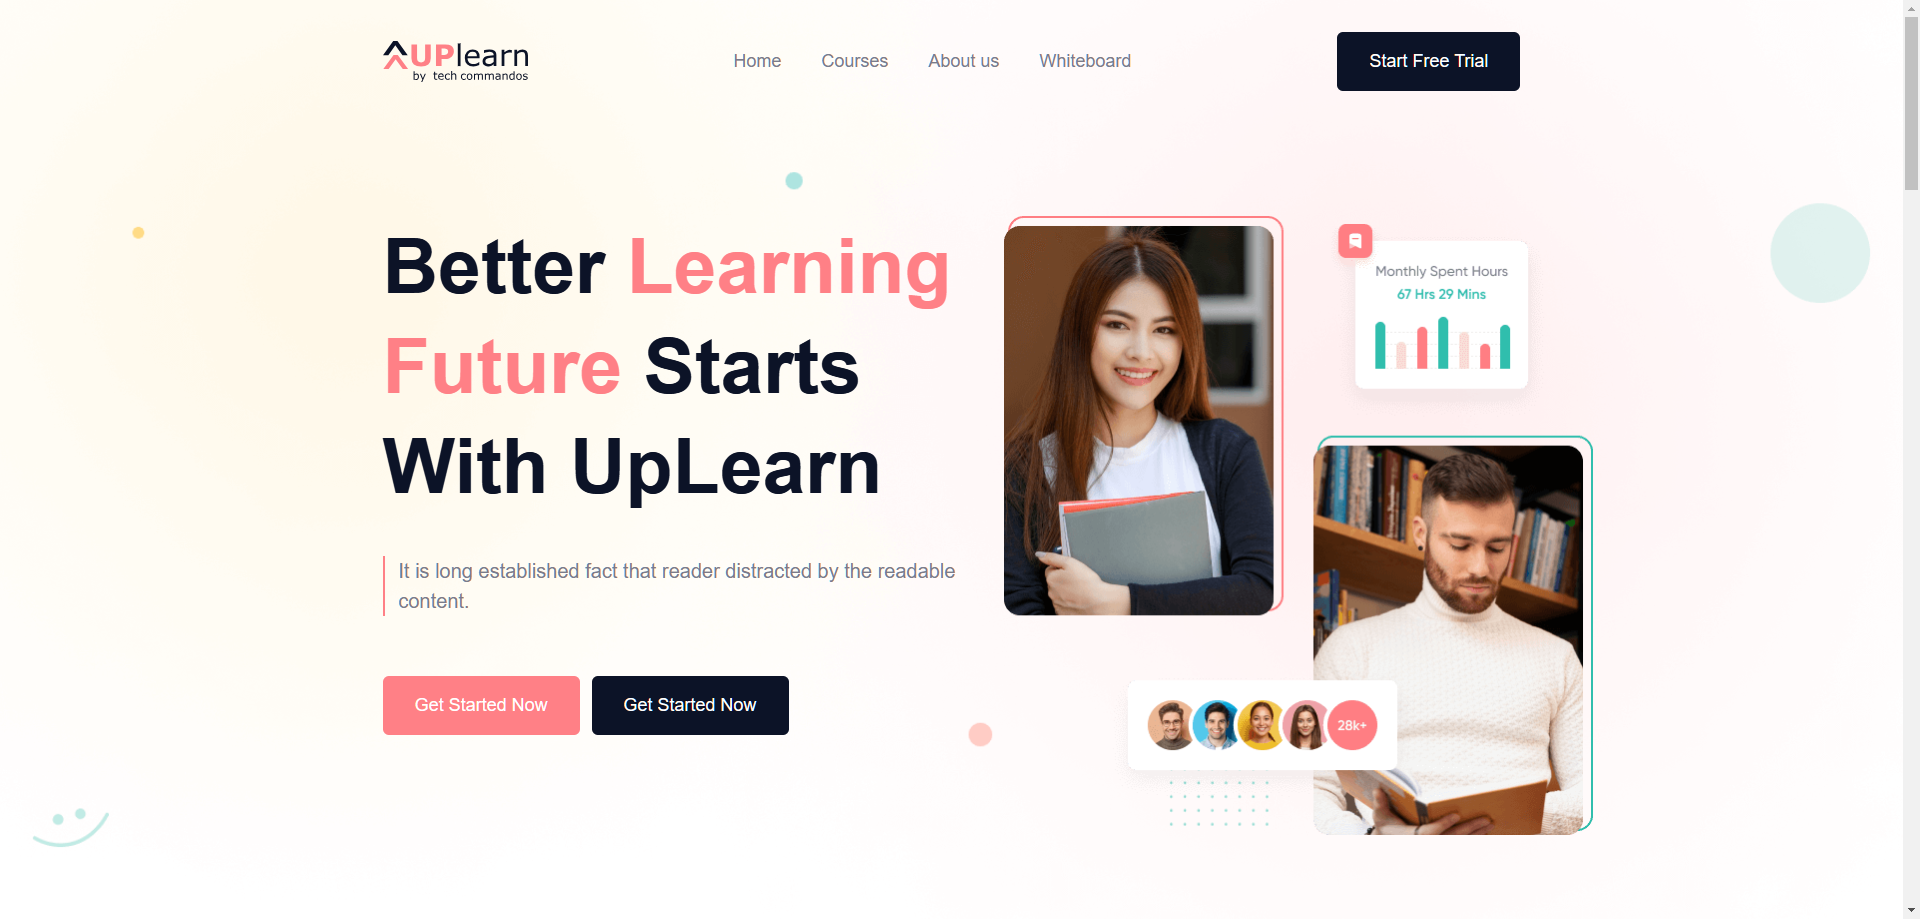 UPlearn
by tech commandos
Home
Courses
About us
Whiteboard
Start Free Trial
Better Learning
Future Starts
With UpLearn
It is long established fact that reader distracted by the readable
content.
Get Started Now
Get Started Now
Monthly Spent Hours
67 Hrs 29 Mins
28k+